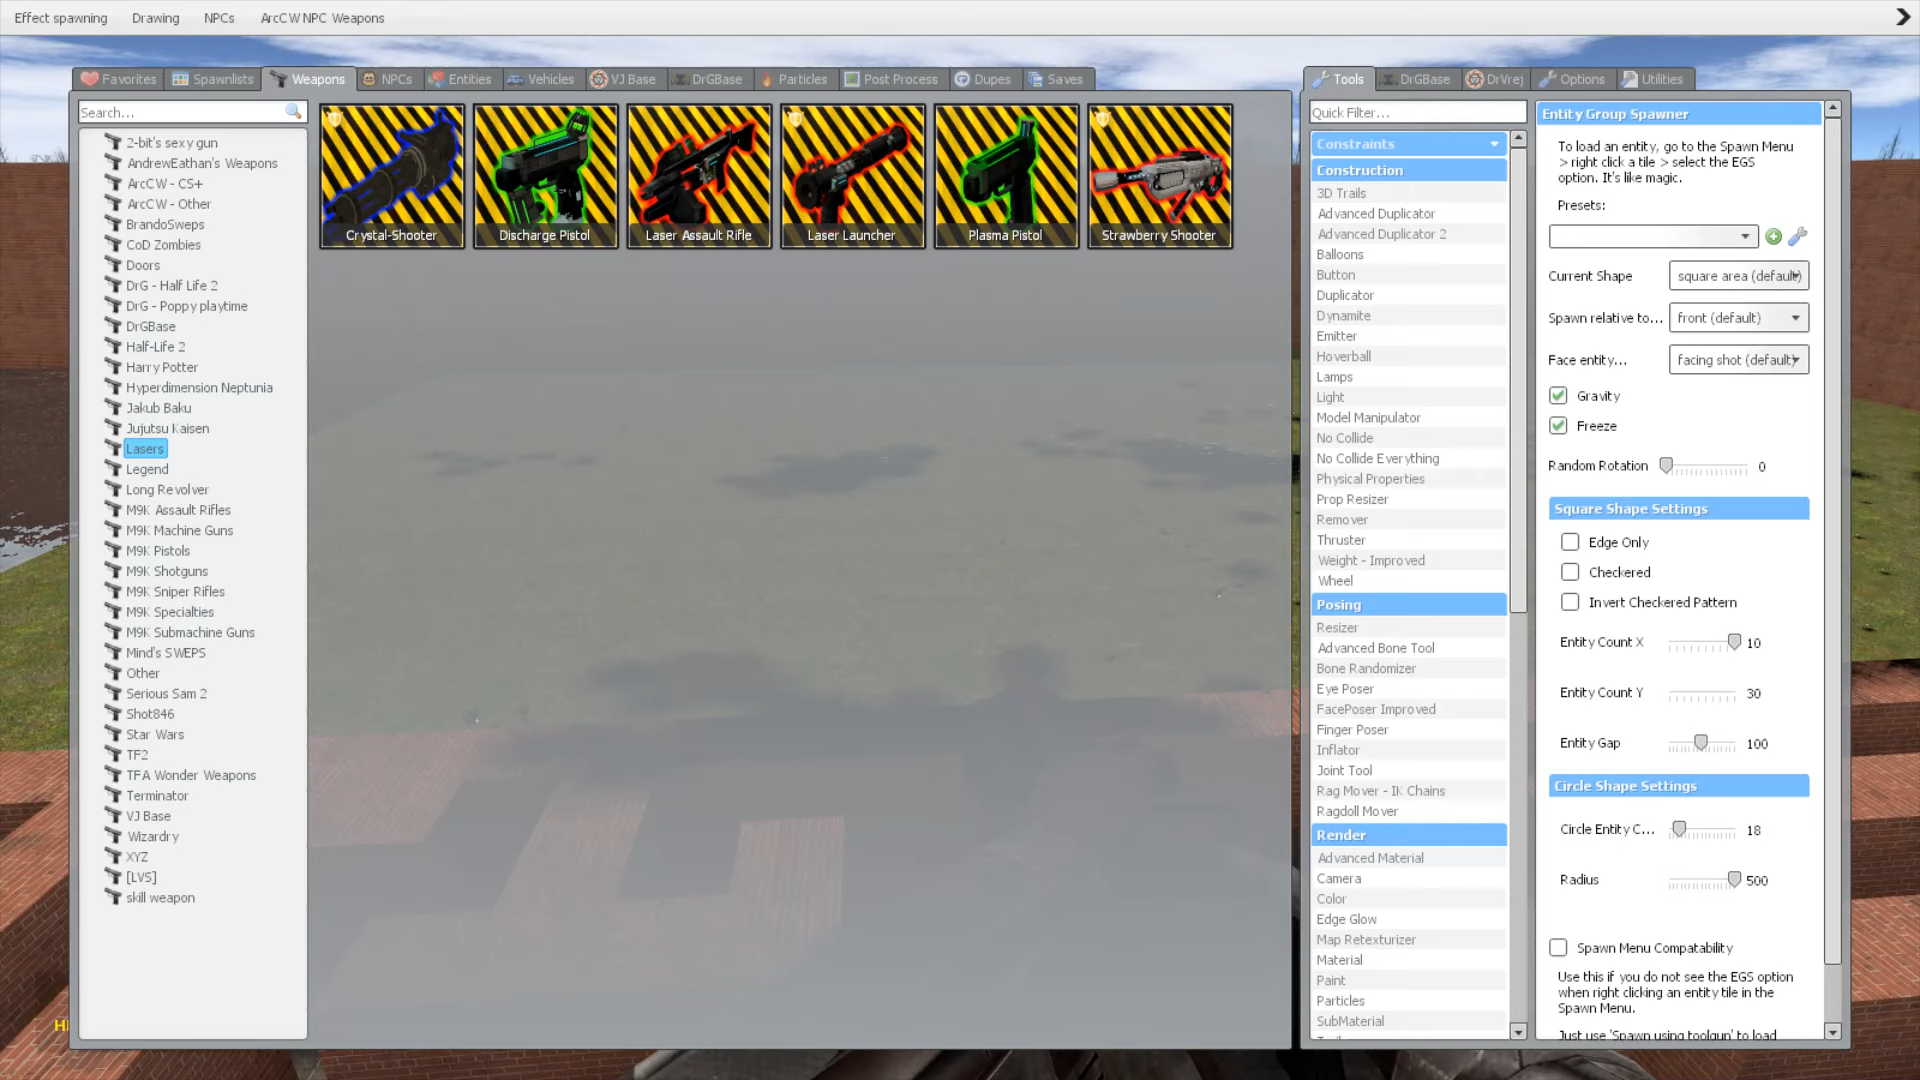 Effect spawning Drawing NPCs ArcCW NPC Weapons
Favorites Spawnlists Weapons NPCs Entities Vehicles VJ Base DrGBase Particles Post Process Dupes Saves
Search...
2-bit's sexy gun
AndrewEathan's Weapons
ArcCW - CS+
ArcCW - Other
BrandoSweps
CoD Zombies
Doors
DrG - Half Life 2
DrG - Poppy playtime
DrGBase
Half-Life 2
Harry Potter
Hyperdimension Neptunia
Jakub Baku
Jujutsu Kaisen
Lasers
Legend
Long Revolver
M9K Assault Rifles
M9K Machine Guns
M9K Pistols
M9K Shotguns
M9K Sniper Rifles
M9K Specialties
M9K Submachine Guns
Mind's SWEPS
Other
Serious Sam 2
Shot846
Star Wars
TF2
TFA Wonder Weapons
Terminator
VJ Base
Wizardry
XYZ
[LVS]
skill weapon
Crystal-Shooter Discharge Pistol Laser Assault Rifle Laser Launcher Plasma Pistol Strawberry Shooter
Tools DrGBase DrVrej Options Utilities
Quick Filter...
Constraints
Construction
3D Trails
Advanced Duplicator
Advanced Duplicator 2
Balloons
Button
Duplicator
Dynamite
Emitter
Hoverball
Lamps
Light
Model Manipulator
No Collide
No Collide Everything
Physical Properties
Prop Resizer
Remover
Thruster
Weight - Improved
Wheel
Posing
Resizer
Advanced Bone Tool
Bone Randomizer
Eye Poser
FacePoser Improved
Finger Poser
Inflator
Joint Tool
Rag Mover - IK Chains
Ragdoll Mover
Render
Advanced Material
Camera
Color
Edge Glow
Map Retexturizer
Material
Paint
Particles
SubMaterial
Entity Group Spawner
To load an entity, go to the Spawn Menu
> right click a tile > select the EGS
option. It's like magic.
Presets:
Current Shape square area (default)
Spawn relative to... front (default)
Face entity... facing shot (default)
Gravity
Freeze
Random Rotation 0
Square Shape Settings
Edge Only
Checkered
Invert Checkered Pattern
Entity Count X 10
Entity Count Y 30
Entity Gap 100
Circle Shape Settings
Circle Entity C... 18
Radius 500
Spawn Menu Compatability
Use this if you do not see the EGS option
when right clicking an entity tile in the
Spawn Menu.
Just use 'Spawn using toolgun' to load